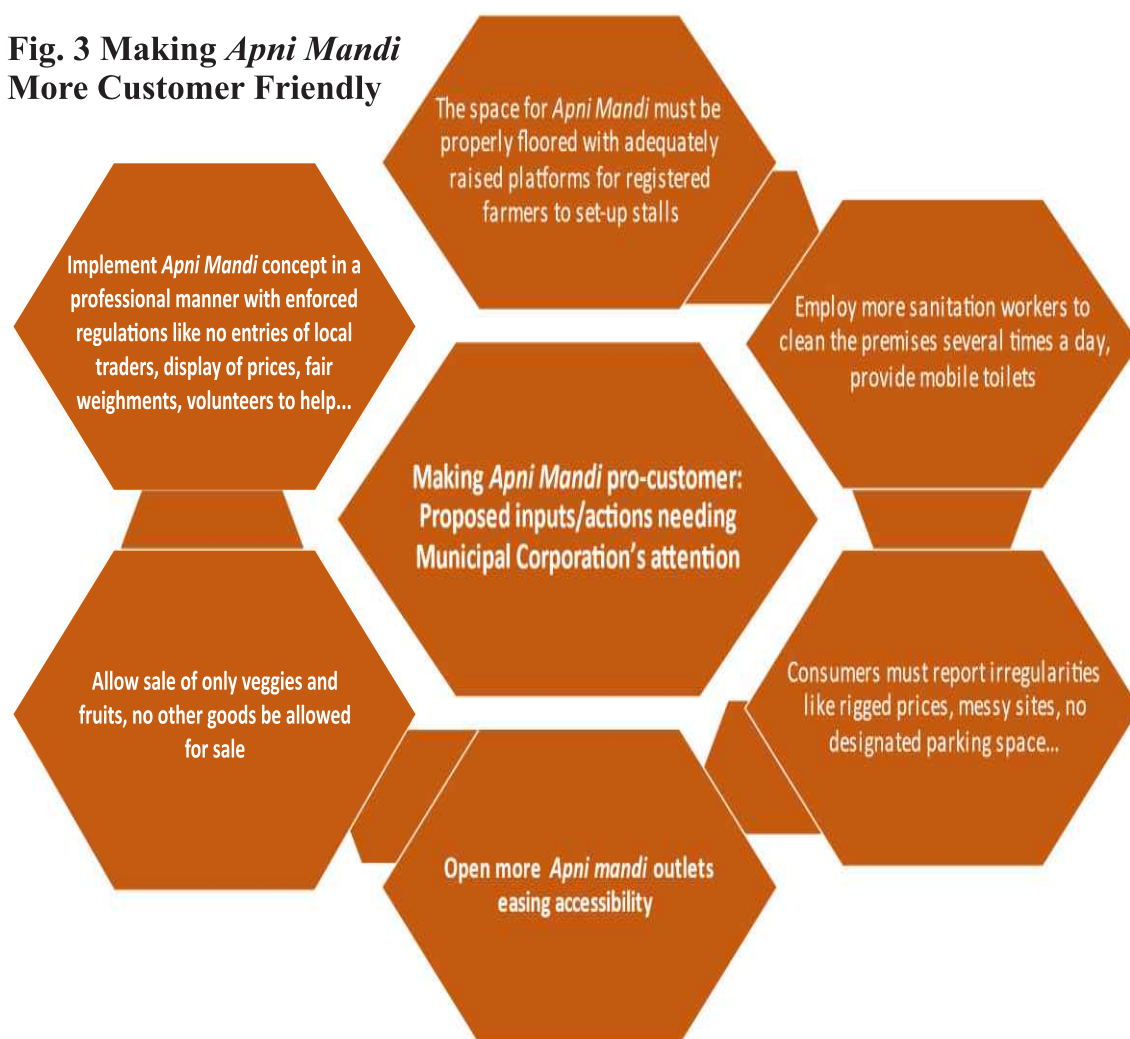 Fig. 3 Making Apni Mandi
More Customer Friendly
The space for Apni Mandi must be
properly floored with adequately
raised platforms for registered
farmers to set-up stalls
Employ more sanitation workers to
clean the premises several times a day,
provide mobile toilets
Consumers must report irregularities
like rigged prices, messy sites, no
designated parking space...
Open more Apni mandi outlets
easing accessibility
Allow sale of only veggies and
fruits, no other goods be allowed
for sale
Implement Apni Mandi concept in a
professional manner with enforced
regulations like no entries of local
traders, display of prices, fair
weighments, volunteers to help...
Making Apni Mandi pro-customer:
Proposed inputs/actions needing
Municipal Corporation's attention